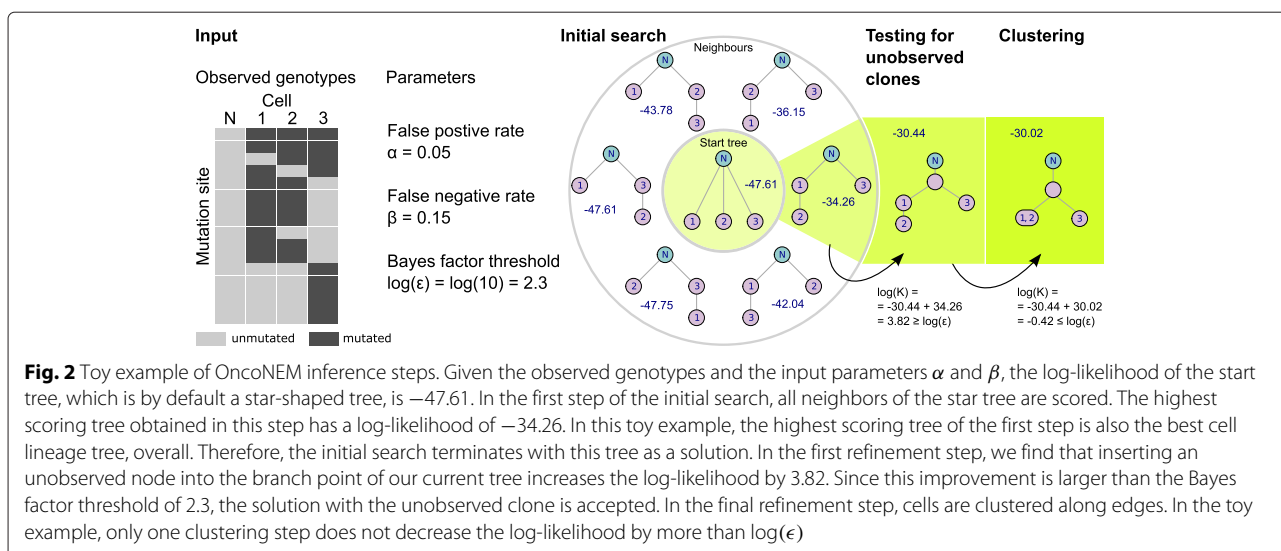 Input
Observed genotypes
Cell
N 1 2 3
Mutation site
unmutated mutated
Parameters
False postive rate
α = 0.05
False negative rate
β = 0.15
Bayes factor threshold
log(ε) = log(10) = 2.3
Initial search
Neighbours
N
1 2
-43.78
3
N
2 3
-36.15
1
N
1 3
-47.61
2
Start tree
N
-47.61
1 2 3
N
1 3
-34.26
2
N
2 3
-47.75
1
N
1 2
-42.04
3
Testing for
unobserved
clones
-30.44
N
1 3
2
log(K) =
= -30.44 + 34.26
= 3.82 ≥ log(ε)
Clustering
-30.02
N
1, 2 3
log(K) =
= -30.44 + 30.02
= -0.42 ≤ log(ε)
Fig. 2 Toy example of OncoNEM inference steps. Given the observed genotypes and the input parameters α and β, the log-likelihood of the start
tree, which is by default a star-shaped tree, is −47.61. In the first step of the initial search, all neighbors of the star tree are scored. The highest
scoring tree obtained in this step has a log-likelihood of −34.26. In this toy example, the highest scoring tree of the first step is also the best cell
lineage tree, overall. Therefore, the initial search terminates with this tree as a solution. In the first refinement step, we find that inserting an
unobserved node into the branch point of our current tree increases the log-likelihood by 3.82. Since this improvement is larger than the Bayes
factor threshold of 2.3, the solution with the unobserved clone is accepted. In the final refinement step, cells are clustered along edges. In the toy
example, only one clustering step does not decrease the log-likelihood by more than log(ϵ)